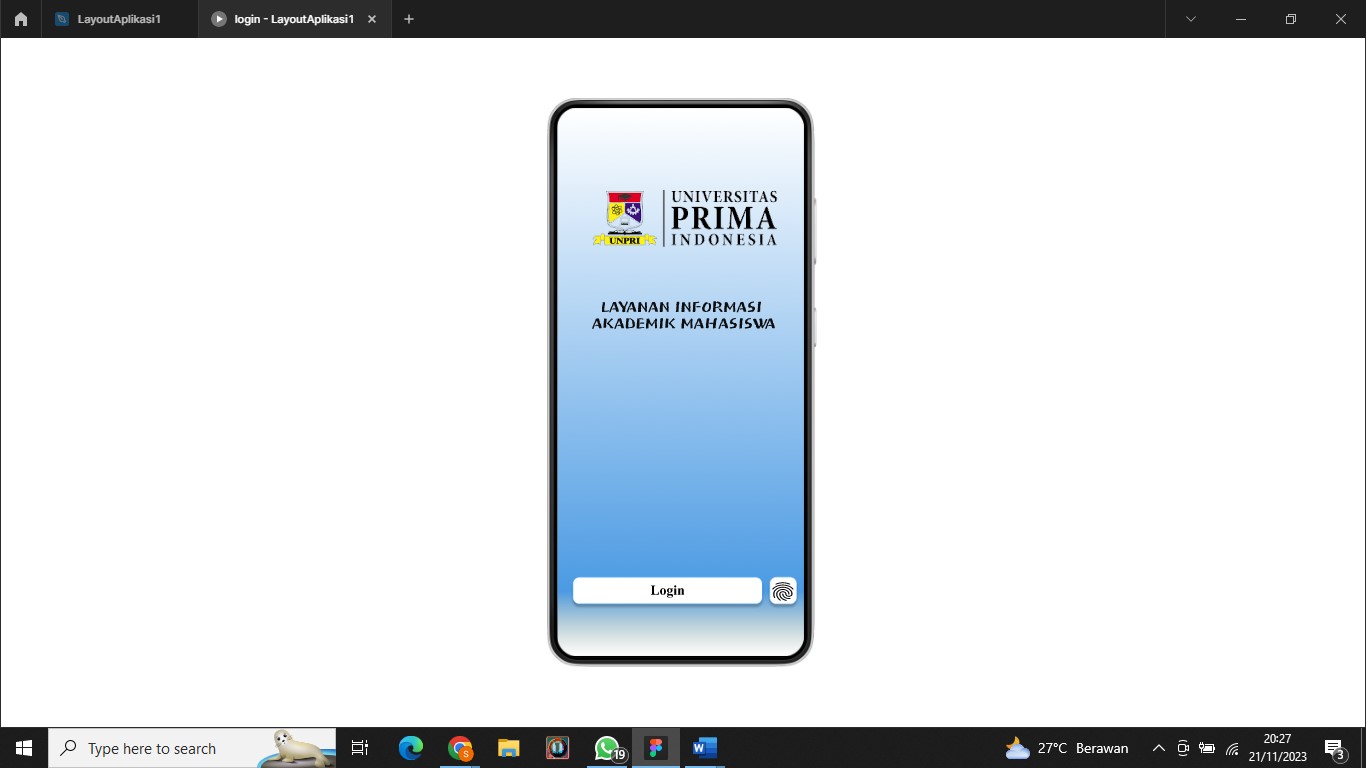 LayoutAplikasi1
login - LayoutAplikasi1
UNPRI
UNIVERSITAS
PRIMA
INDONESIA
LAYANAN INFORMASI
AKADEMIK MAHASISWA
Login
Type here to search
S
19
W
27°C Berawan
20:27
21/11/2023
3